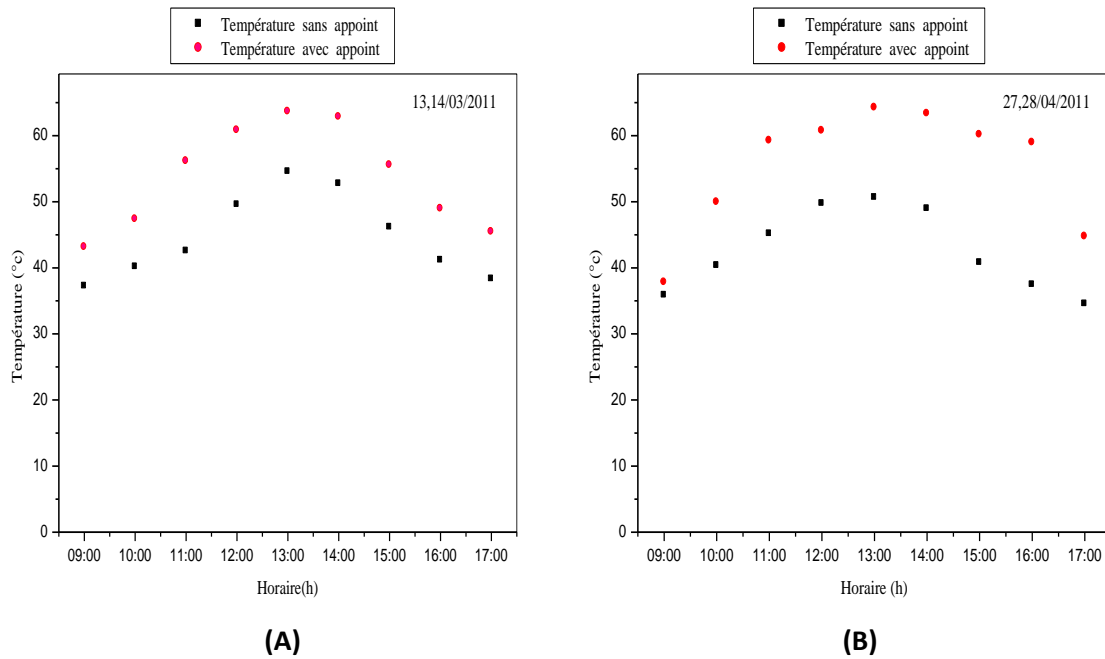 Température sans appoint
Température avec appoint
13,14/03/2011
60
50
40
30
20
10
0
Température (°c)
09:00 10:00 11:00 12:00 13:00 14:00 15:00 16:00 17:00
Horaire(h)
(A)
Température sans appoint
Température avec appoint
27,28/04/2011
60
50
40
30
20
10
0
Température (°c)
09:00 10:00 11:00 12:00 13:00 14:00 15:00 16:00 17:00
Horaire (h)
(B)